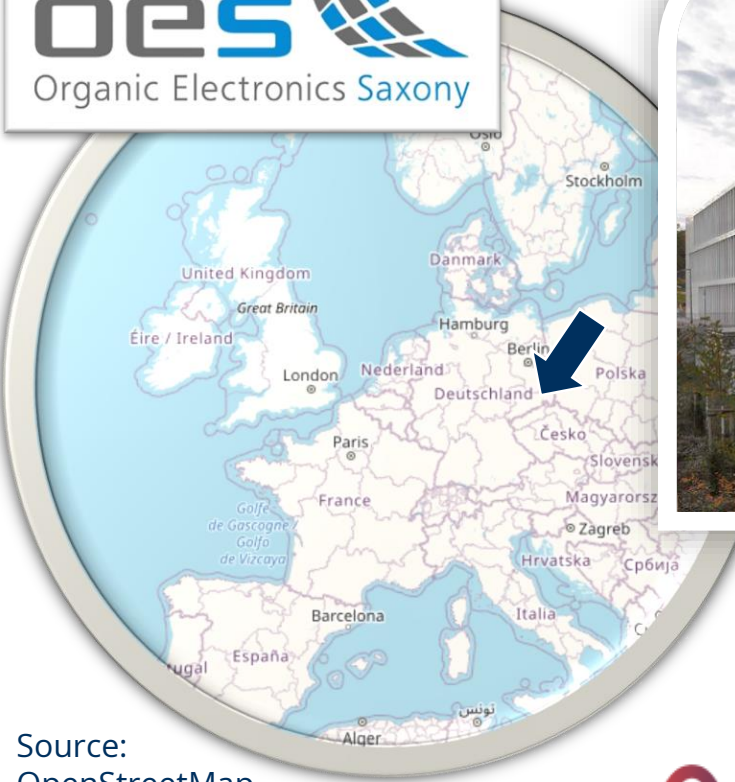 oes
Organic Electronics Saxony
Oslo
Stockholm
Danmark
United Kingdom
Great Britain
Éire / Ireland
Hamburg
Berlin
London
Nederland
Polska
Deutschland
Česko
Paris
Slovensk
France
Magyarorsz
Golfe
de Gascogne /
Golfo
de Vizcaya
Zagreb
Hrvatska
Србија
Barcelona
Italia
España
tugal
تونس
Alger
Source:
OpenStreetMap